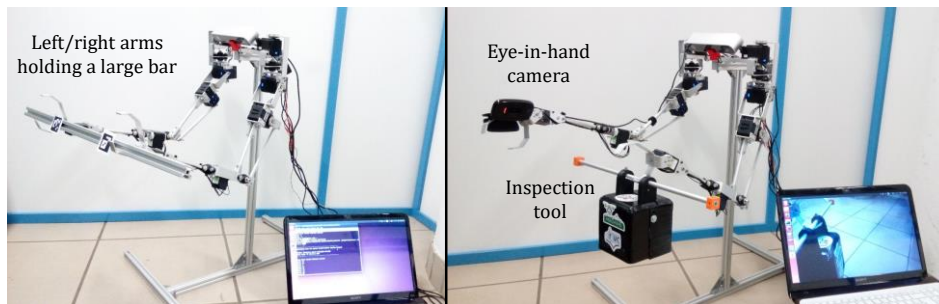 Left/right arms
holding a large bar
Eye-in-hand
camera
Inspection
tool